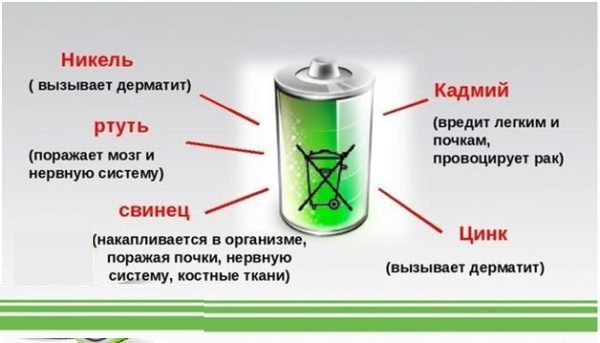 Никель
( вызывает дерматит)
ртуть
(поражает мозг и
нервную систему)
свинец
(накапливается в организме,
поражая почки, нервную
систему, костные ткани)
Кадмий
(вредит легким и
почкам,
провоцирует рак)
Цинк
(вызывает дерматит)